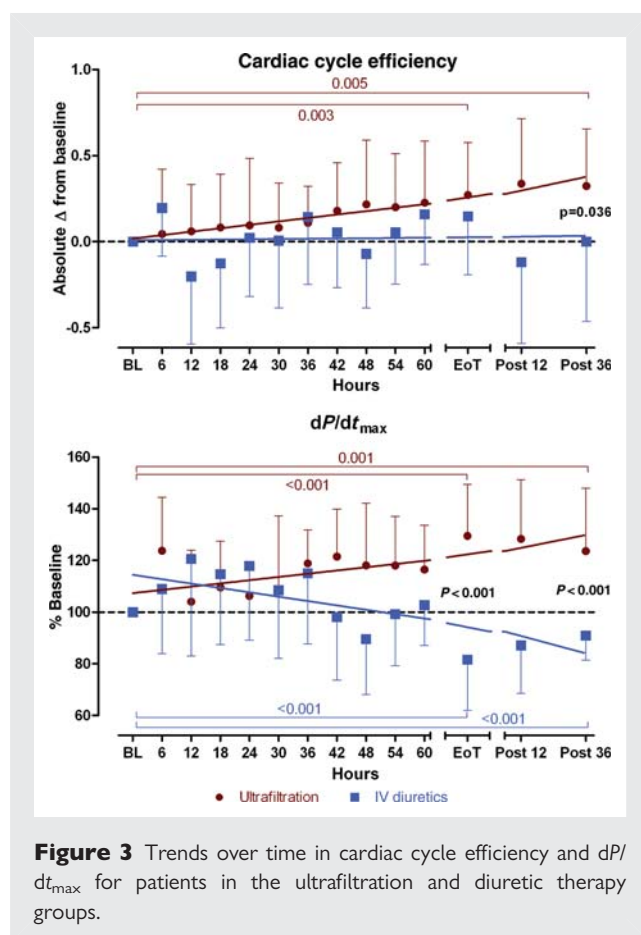 Cardiac cycle efficiency
1.0
0.005
0.003
0.5
p=0.036
0.0
-0.5
Absolute Δ from baseline
BL 6 12 18 24 30 36 42 48 54 60 EoT Post 12 Post 36
Hours
dP/dtmax
160
0.001
<0.001
140
120
P<0.001 P<0.001
100
80
<0.001
<0.001
60
% Baseline
BL 6 12 18 24 30 36 42 48 54 60 EoT Post 12 Post 36
Hours
Ultrafiltration IV diuretics
Figure 3 Trends over time in cardiac cycle efficiency and dP/
dtmax for patients in the ultrafiltration and diuretic therapy
groups.